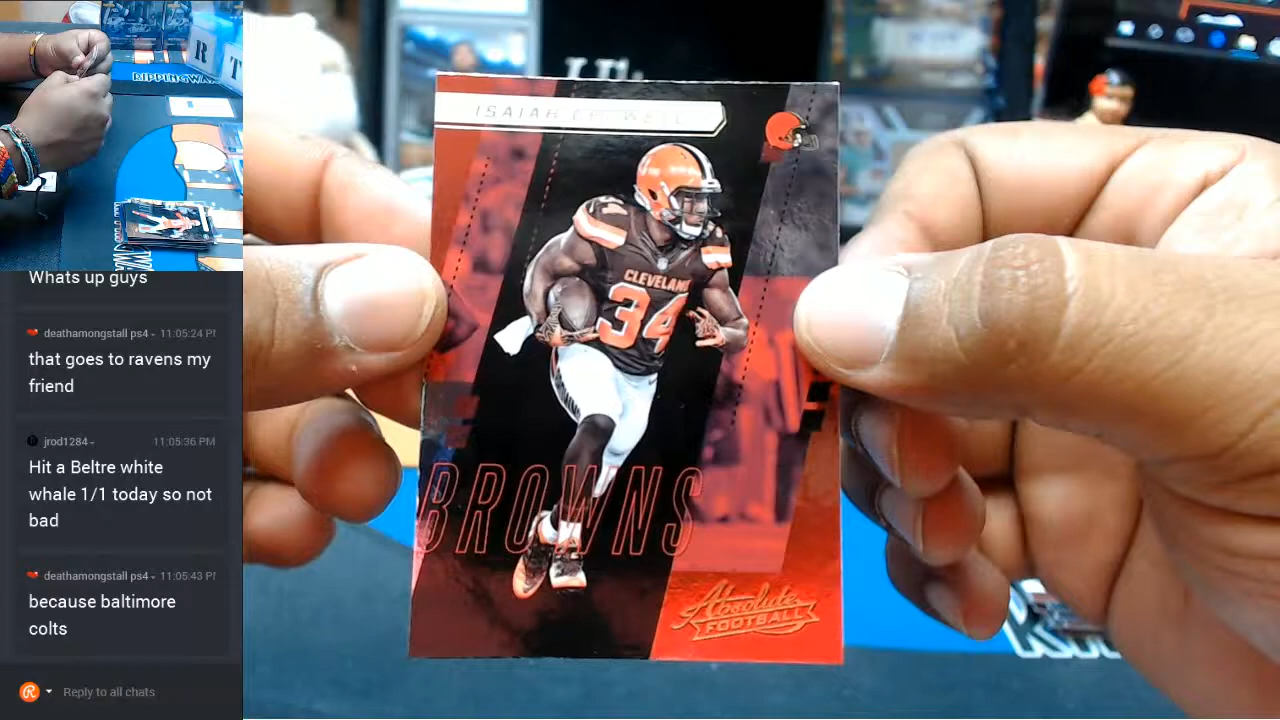 RIPPINGWAX
R
T
Whats up guys
deathamongstall ps4 - 11:05:24 PM
that goes to ravens my
friend
jrod1284 - 11:05:36 PM
Hit a Beltre white
whale 1/1 today so not
bad
deathamongstall ps4 - 11:05:43 PM
because baltimore
colts
Reply to all chats
ISAIAH CROWELL
34
CLEVELAND
34
BROWNS
Absolute
FOOTBALL